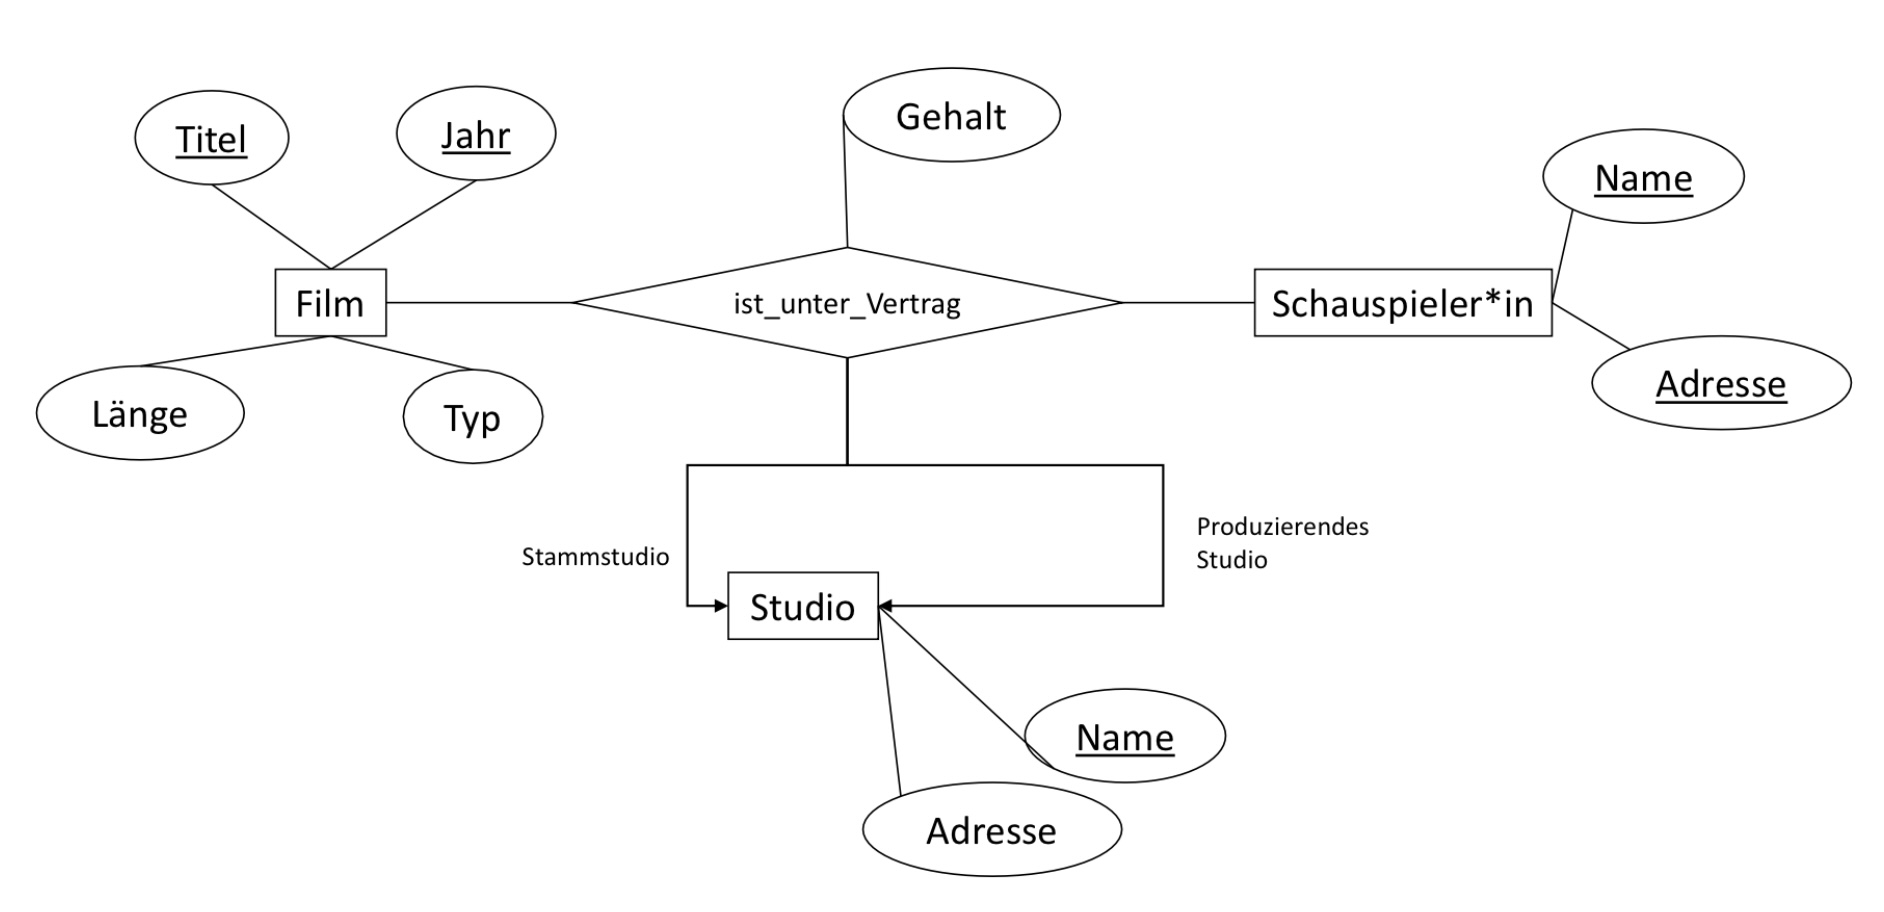 Gehalt
Titel
Jahr
Name
Film
ist_unter_Vertrag
Schauspieler*in
Länge
Typ
Adresse
Stammstudio
Produzierendes
Studio
Studio
Name
Adresse